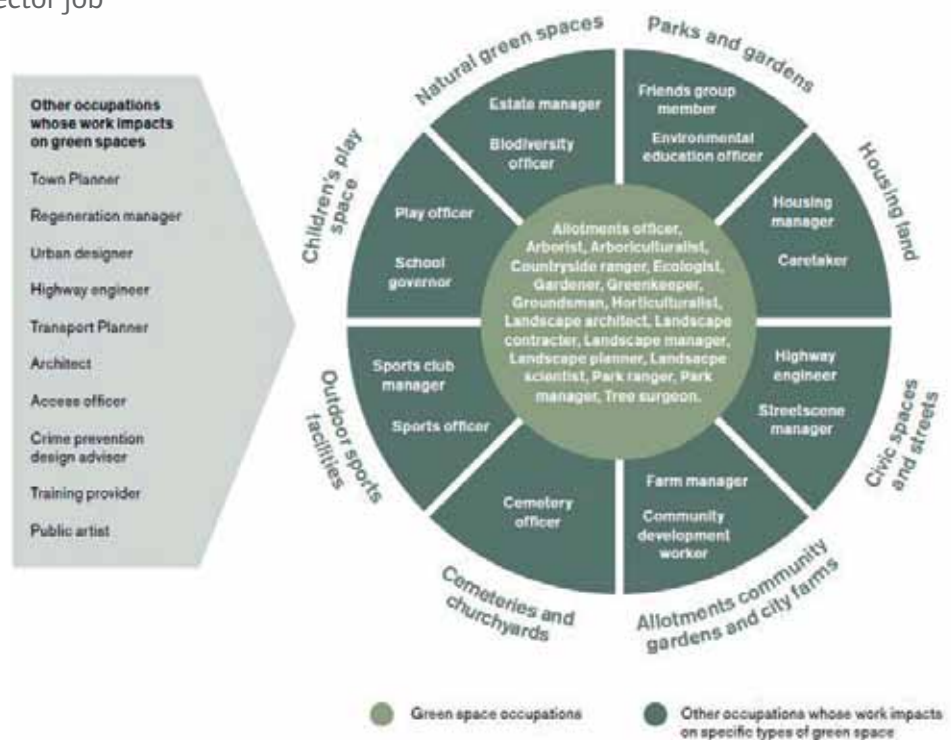 ector job
Other occupations
whose work impacts
on green spaces
Town Planner
Regeneration manager
Urban designer
Highway engineer
Transport Planner
Architect
Access officer
Crime prevention
design advisor
Training provider
Public artist
Natural green spaces
Estate manager
Biodiversity
officer
Parks and gardens
Friends group
member
Environmental
education officer
Housing land
Housing
manager
Caretaker
Civic spaces
and streets
Highway
engineer
Streetscene
manager
Allotments community
gardens and city farms
Farm manager
Community
development
worker
Cemeteries and
churchyards
Cemetery
officer
Outdoor sports
facilities
Sports club
manager
Sports officer
Children's play
space
Play officer
School
governor
Allotments officer,
Arborist, Arboriculturalist,
Countryside ranger, Ecologist,
Gardener, Greenkeeper,
Groundsman, Horticulturalist,
Landscape architect, Landscape
contracter, Landscape manager,
Landscape planner, Landsacpe
scientist, Park ranger, Park
manager, Tree surgeon.
Green space occupations
Other occupations whose work impacts
on specific types of green space